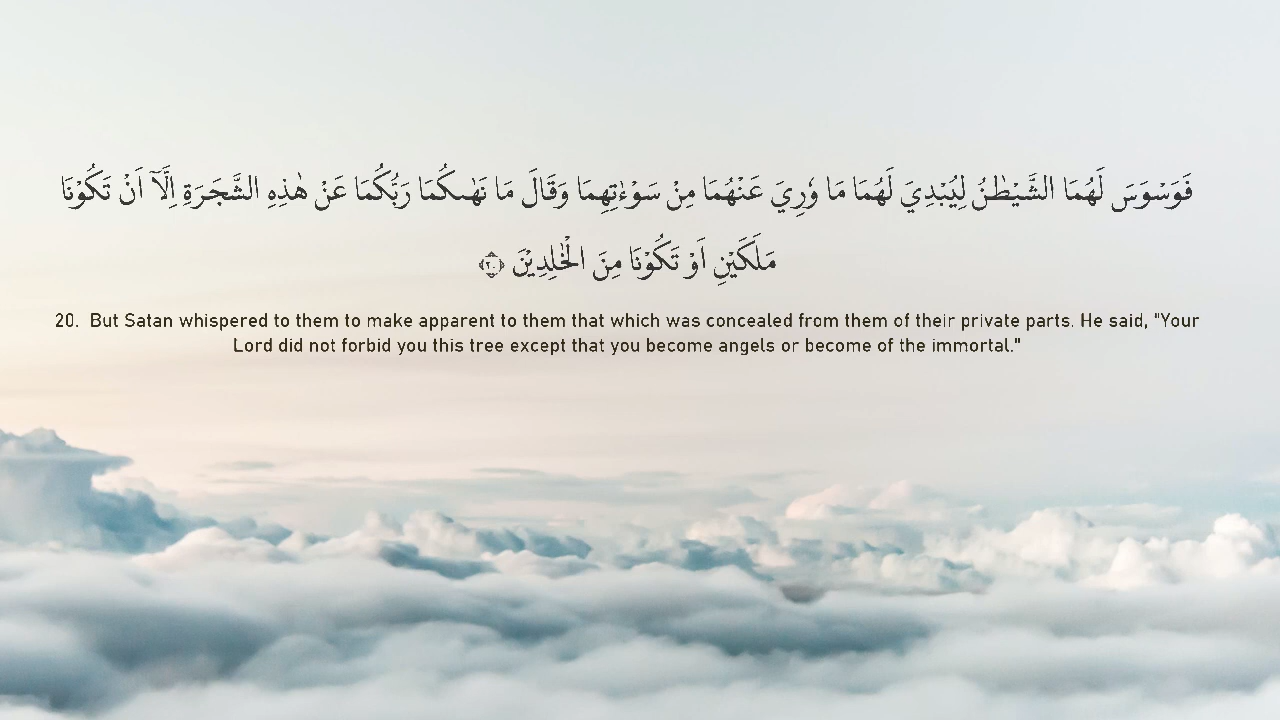 فَوَسْوَسَ لَهُمَا الشَّيْطٰنُ لِيُبْدِيَ لَهُمَا مَا وٗرِيَ عَنْهُمَا مِنْ سَوْءٰتِهِمَا وَقَالَ مَا نَهٰىكُمَا رَبُّكُمَا عَنْ هٰذِهِ الشَّجَرَةِ اِلَّآ اَنْ تَكُوْنَا
مَلَكَيْنِ اَوْ تَكُوْنَا مِنَ الْخٰلِدِيْنَ ۝٢٠
20. But Satan whispered to them to make apparent to them that which was concealed from them of their private parts. He said, "Your
Lord did not forbid you this tree except that you become angels or become of the immortal."